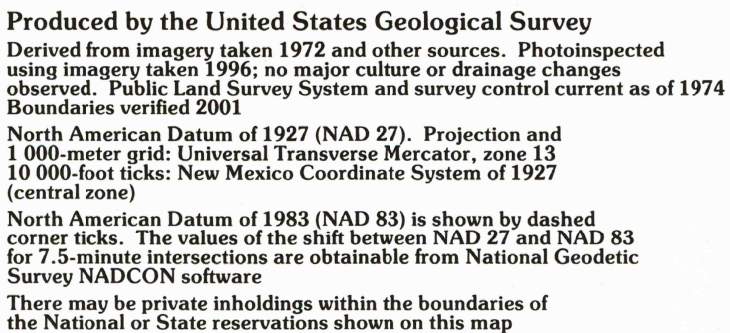 Produced by the United States Geological Survey
Derived from imagery taken 1972 and other sources. Photoinspected
using imagery taken 1996; no major culture or drainage changes
observed. Public Land Survey System and survey control current as of 1974
Boundaries verified 2001
North American Datum of 1927 (NAD 27). Projection and
1 000-meter grid: Universal Transverse Mercator, zone 13
10 000-foot ticks: New Mexico Coordinate System of 1927
(central zone)
North American Datum of 1983 (NAD 83) is shown by dashed
corner ticks. The values of the shift between NAD 27 and NAD 83
for 7.5-minute intersections are obtainable from National Geodetic
Survey NADCON software
There may be private inholdings within the boundaries of
the National or State reservations shown on this map